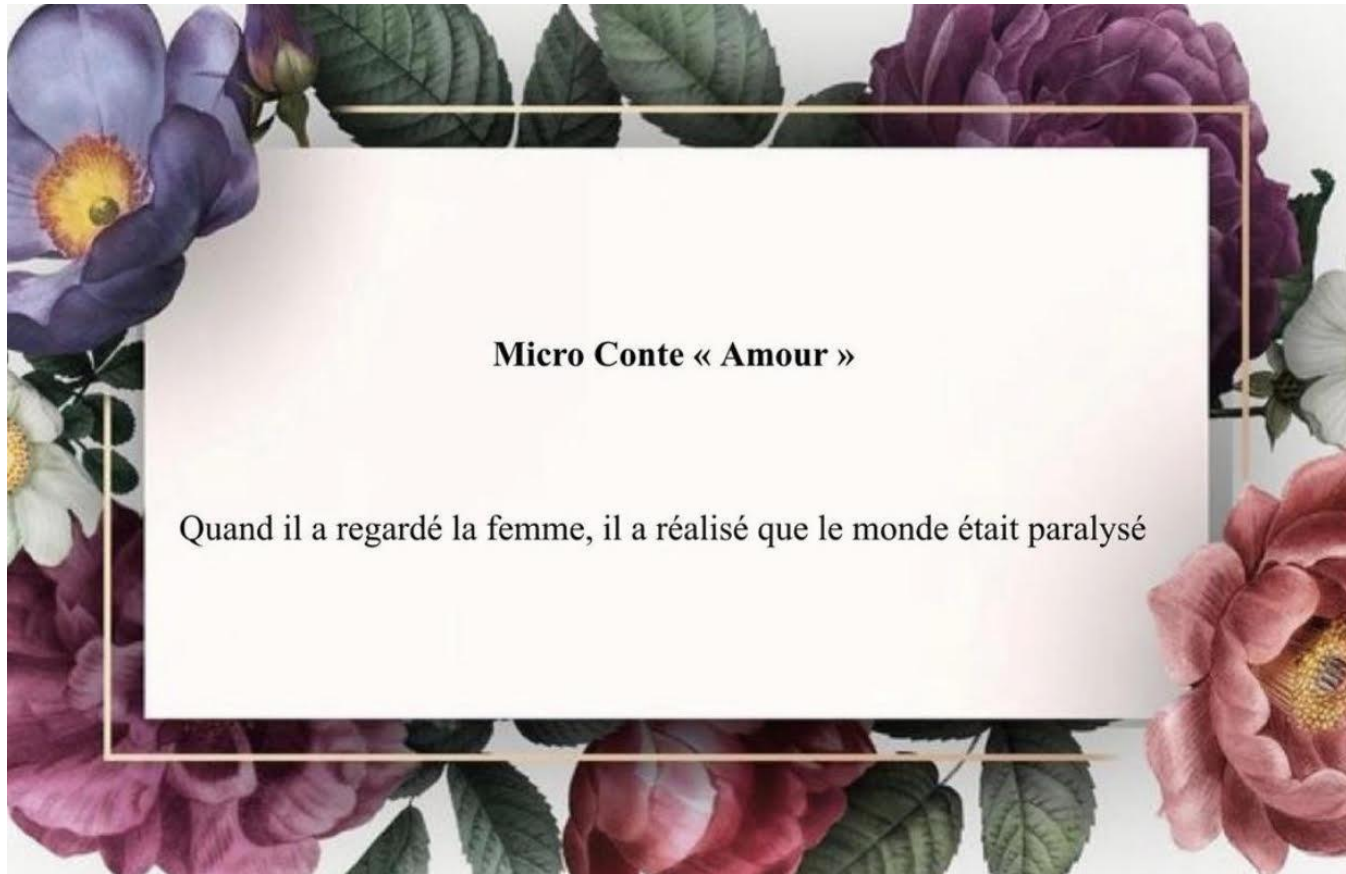 Micro Conte « Amour »
Quand il a regardé la femme, il a réalisé que le monde était paralysé